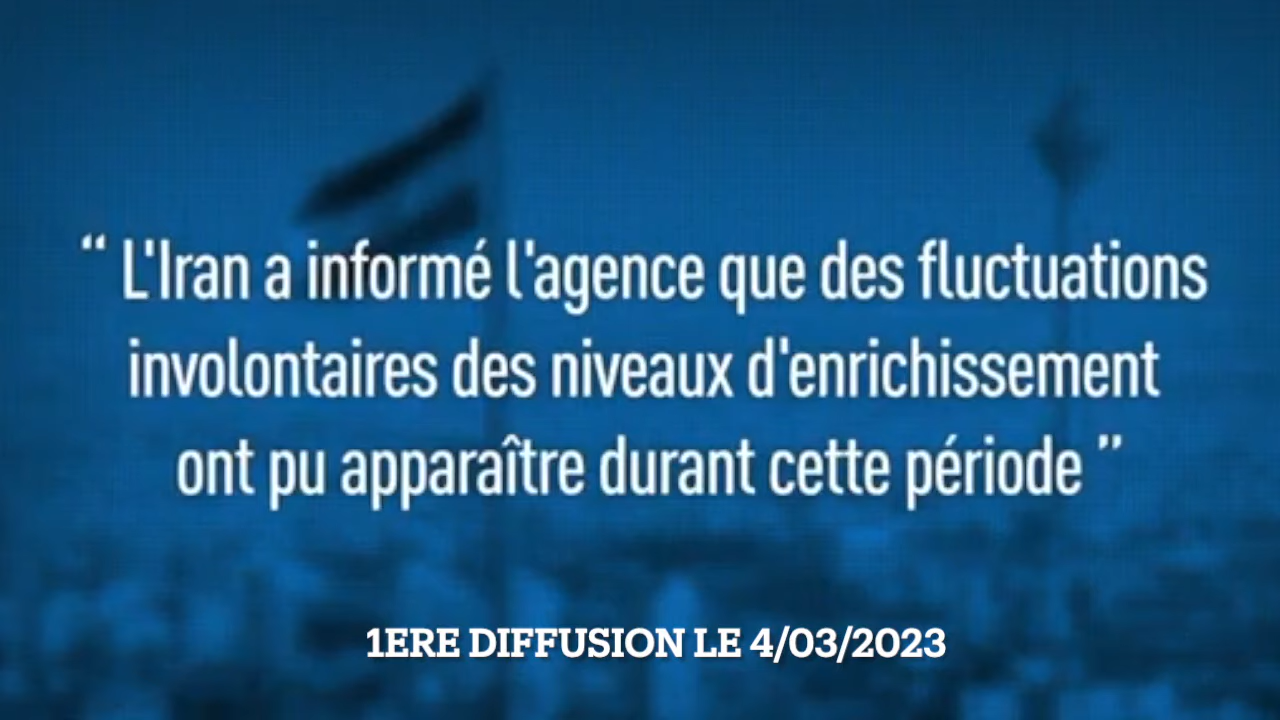 “ L'Iran a informé l'agence que des fluctuations
involontaires des niveaux d'enrichissement
ont pu apparaître durant cette période ”
1ERE DIFFUSION LE 4/03/2023